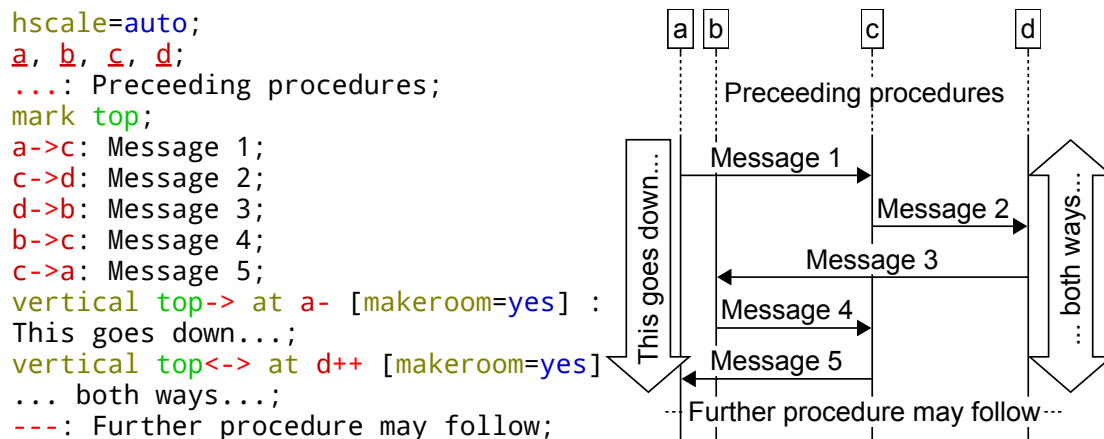 hscale=auto;
a, b, c, d;
...: Preceeding procedures;
mark top;
a->c: Message 1;
c->d: Message 2;
d->b: Message 3;
b->c: Message 4;
c->a: Message 5;
vertical top-> at a- [makeroom=yes] :
This goes down...;
vertical top<-> at d++ [makeroom=yes]
... both ways...;
---: Further procedure may follow;
a b c d
Preceeding procedures
This goes down...
Message 1
Message 2
Message 3
Message 4
Message 5
... both ways...
Further procedure may follow